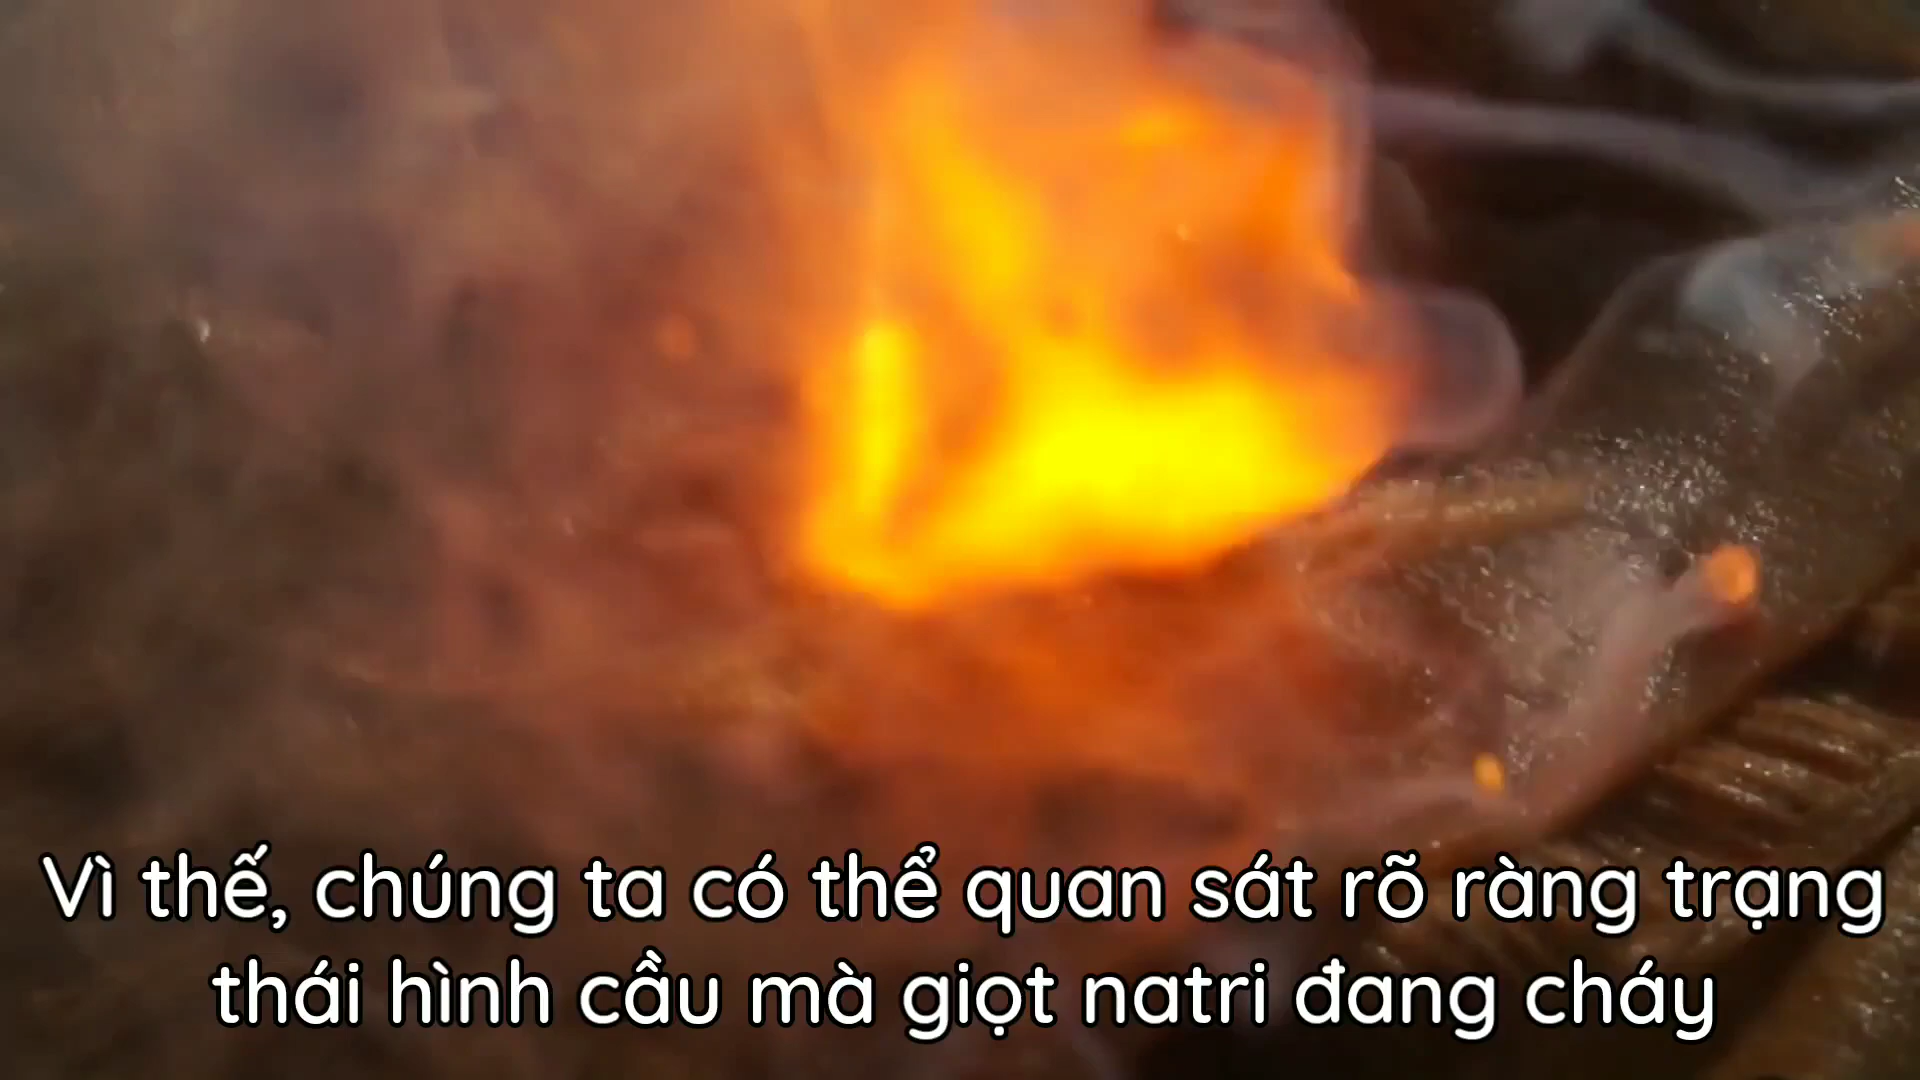 Vì thế, chúng ta có thể quan sát rõ ràng trạng
thái hình cầu mà giọt natri đang cháy